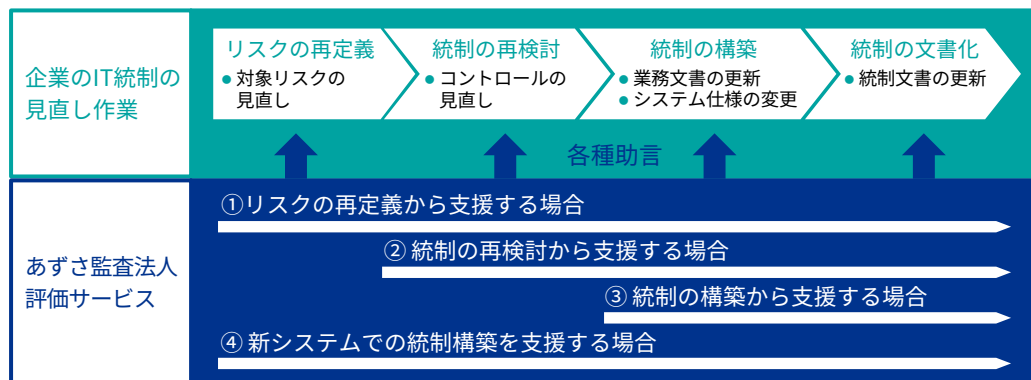 企業のIT統制の
見直し作業
リスクの再定義
●対象リスクの
見直し
統制の再検討
●コントロールの
見直し
統制の構築
●業務文書の更新
●システム仕様の変更
統制の文書化
●統制文書の更新
各種助言
あずさ監査法人
評価サービス
①リスクの再定義から支援する場合
② 統制の再検討から支援する場合
③ 統制の構築から支援する場合
④ 新システムでの統制構築を支援する場合